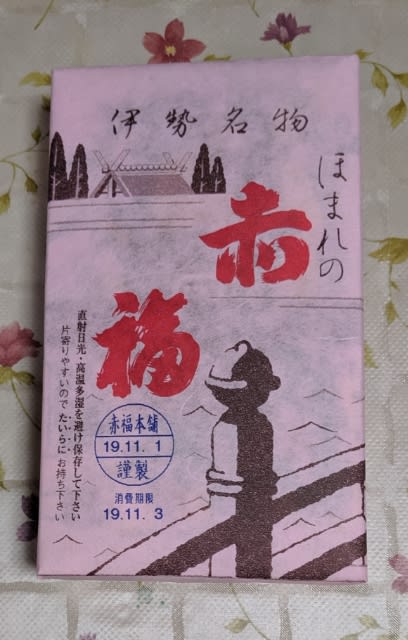 伊勢名物
ほまれの
赤
福
直射日光・高温多湿を避け保存して下さい
片寄りやすいのでたいらにお持ち下さい
赤福本舗
19.11. 1
謹製
消費期限
19.11. 3